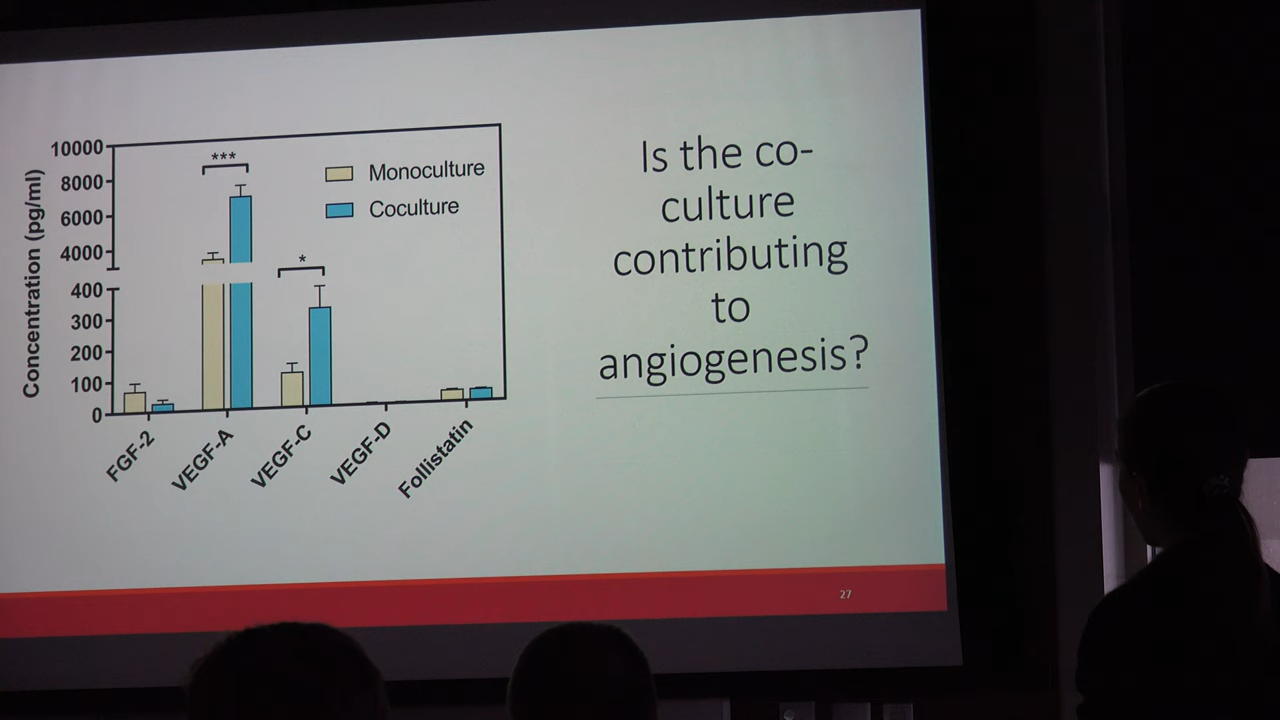 10000
8000
6000
4000
400
300
200
100
0
Concentration (pg/ml)
***
*
Monoculture
Coculture
FGF-2
VEGF-A
VEGF-C
VEGF-D
Follistatin
Is the co-
culture
contributing
to
angiogenesis?
27